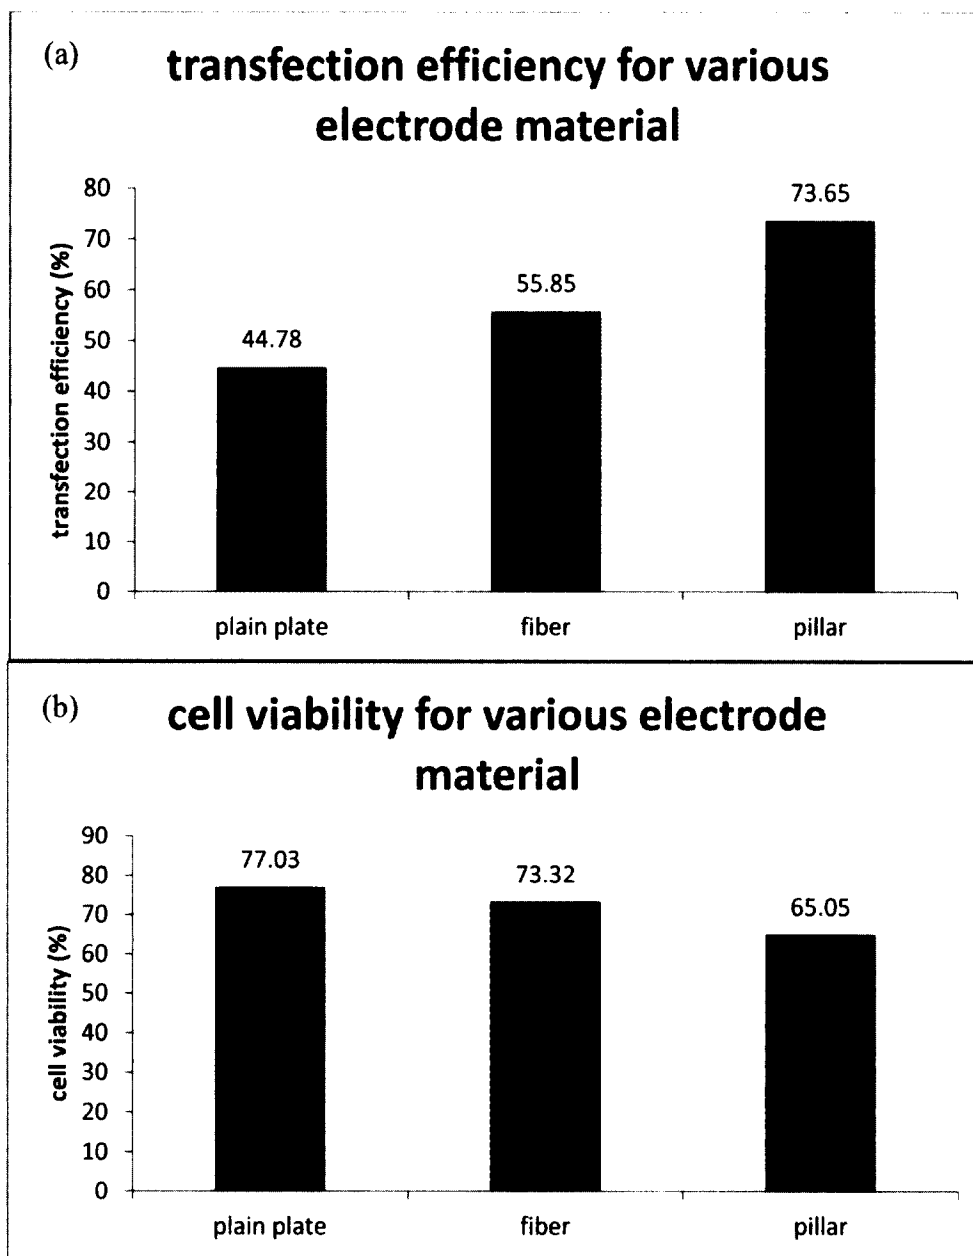 (a)
transfection efficiency for various
electrode material
transfection efficiency (%)
80
70
60
50
40
30
20
10
0
44.78
55.85
73.65
plain plate
fiber
pillar
(b)
cell viability for various electrode
material
cell viability (%)
90
80
70
60
50
40
30
20
10
0
77.03
73.32
65.05
plain plate
fiber
pillar